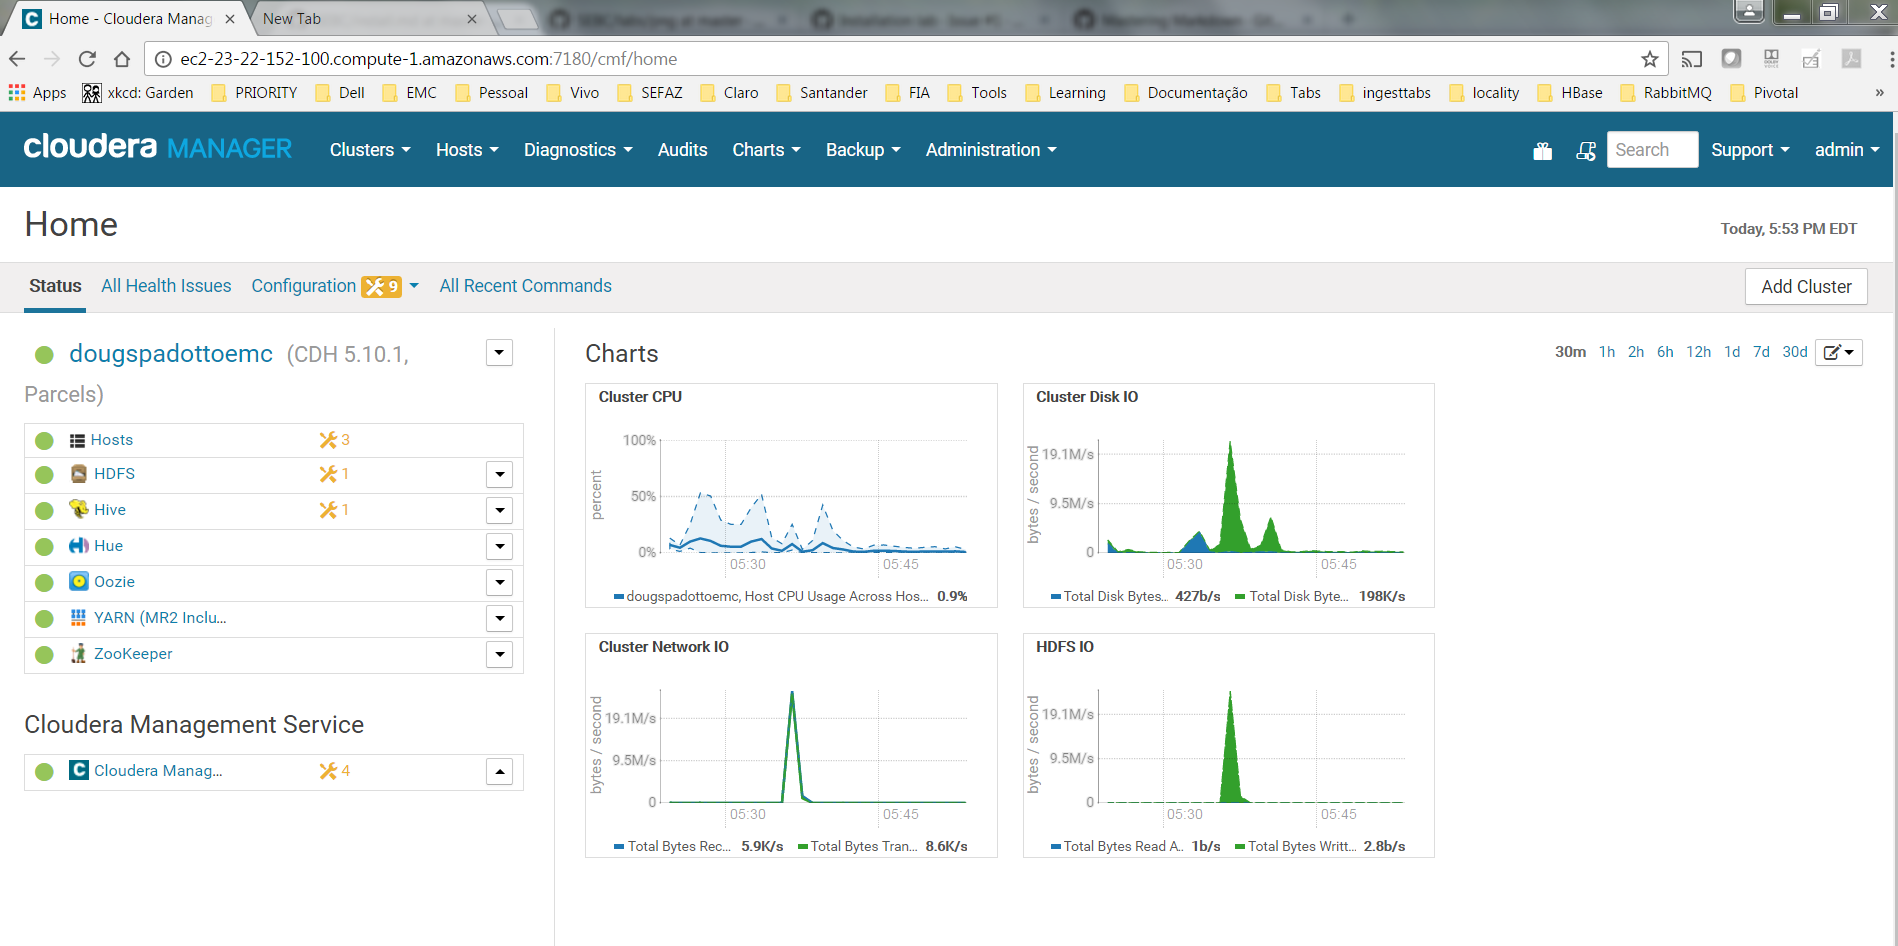 Home - Cloudera Manag
New Tab
ec2-23-22-152-100.compute-1.amazonaws.com:7180/cmf/home
Apps xkcd: Garden PRIORITY Dell EMC Pessoal Vivo SEFAZ Claro Santander FIA Tools Learning Documentação Tabs ingesttabs locality HBase RabbitMQ Pivotal »
cloudera MANAGER Clusters Hosts Diagnostics Audits Charts Backup Administration Search Support admin
Home
Today, 5:53 PM EDT
Status All Health Issues Configuration 9 All Recent Commands Add Cluster
dougspadottoemc (CDH 5.10.1,
Parcels)
Hosts 3
HDFS 1
Hive 1
Hue
Oozie
YARN (MR2 Inclu...
ZooKeeper
Cloudera Management Service
C Cloudera Manag... 4
Charts
30m 1h 2h 6h 12h 1d 7d 30d
Cluster CPU
percent
100%
50%
0%
05:30 05:45
dougspadottoemc, Host CPU Usage Across Hos... 0.9%
Cluster Disk IO
bytes / second
19.1M/s
9.5M/s
0
05:30 05:45
Total Disk Bytes... 427b/s Total Disk Byte... 198K/s
Cluster Network IO
bytes / second
19.1M/s
9.5M/s
0
05:30 05:45
Total Bytes Rec... 5.9K/s Total Bytes Tran... 8.6K/s
HDFS IO
bytes / second
19.1M/s
9.5M/s
0
05:30 05:45
Total Bytes Read A.. 1b/s Total Bytes Writt... 2.8b/s